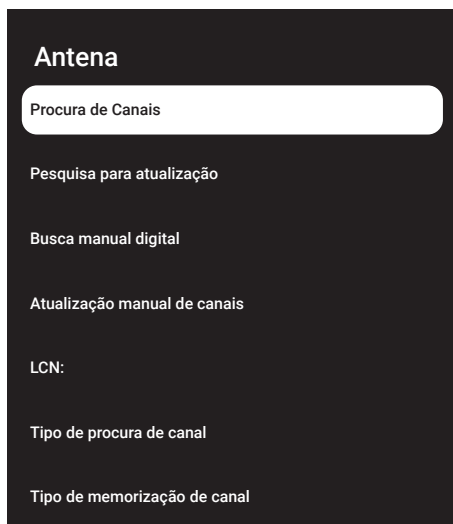 Antena
Procura de Canais
Pesquisa para atualização
Busca manual digital
Atualização manual de canais
LCN:
Tipo de procura de canal
Tipo de memorização de canal